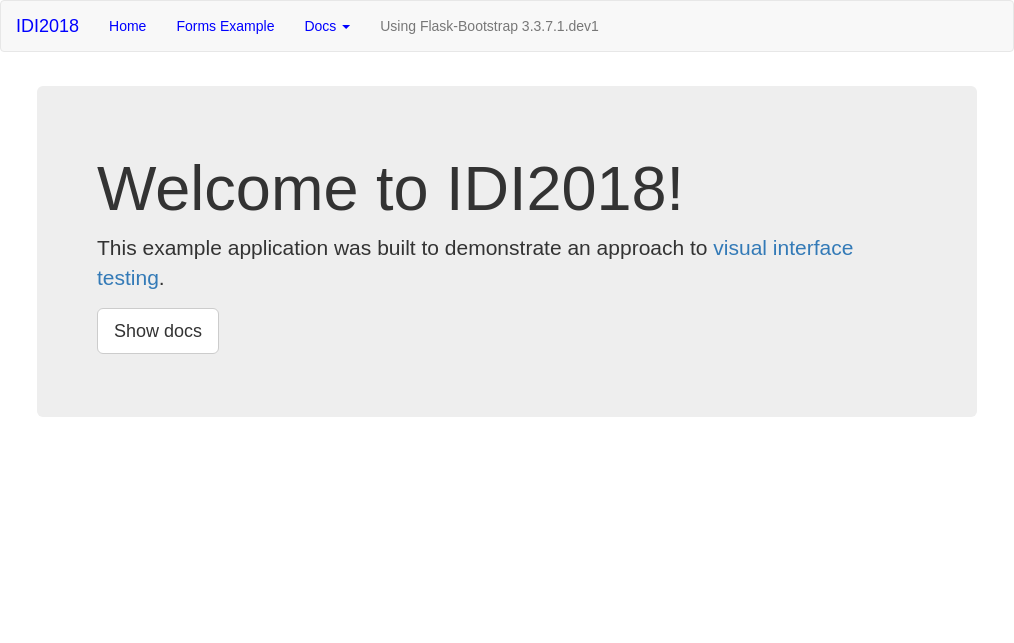 IDI2018 Home Forms Example Docs Using Flask-Bootstrap 3.3.7.1.dev1
Welcome to IDI2018!
This example application was built to demonstrate an approach to visual interface
testing.
Show docs